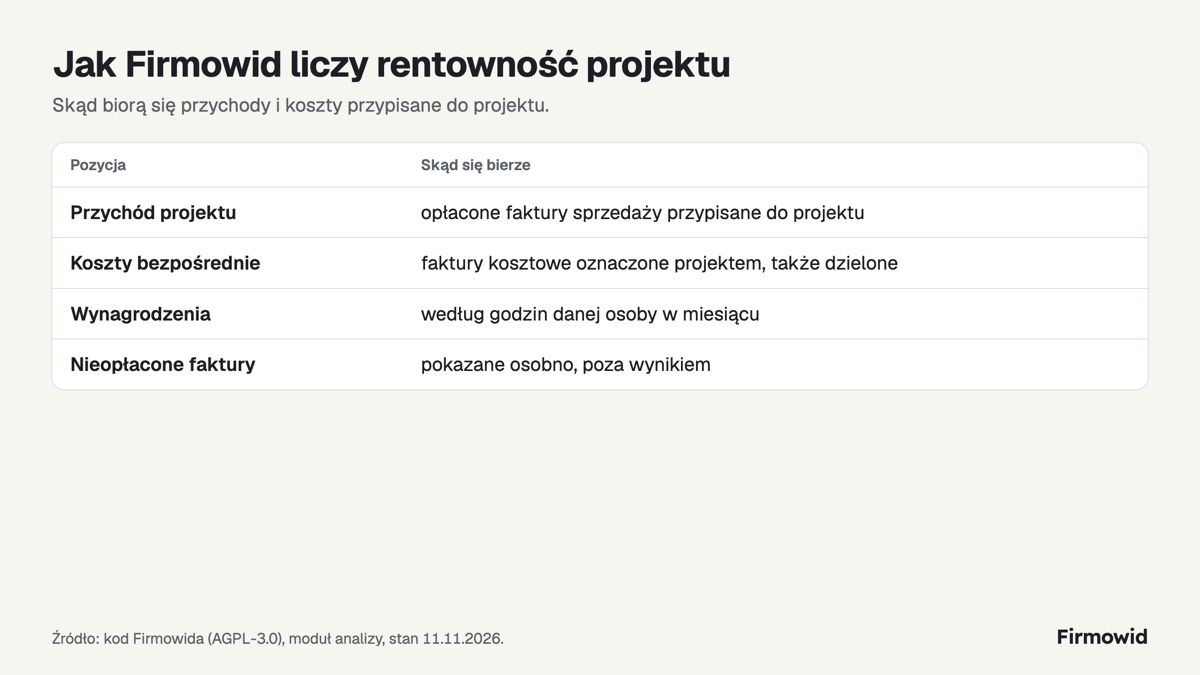 Jak Firmowid liczy rentowność projektu
Skąd biorą się przychody i koszty przypisane do projektu.
Pozycja Skąd się bierze
Przychód projektu opłacone faktury sprzedaży przypisane do projektu
Koszty bezpośrednie faktury kosztowe oznaczone projektem, także dzielone
Wynagrodzenia według godzin danej osoby w miesiącu
Nieopłacone faktury pokazane osobno, poza wynikiem
Źródło: kod Firmowida (AGPL-3.0), moduł analizy, stan 11.11.2026.
Firmowid